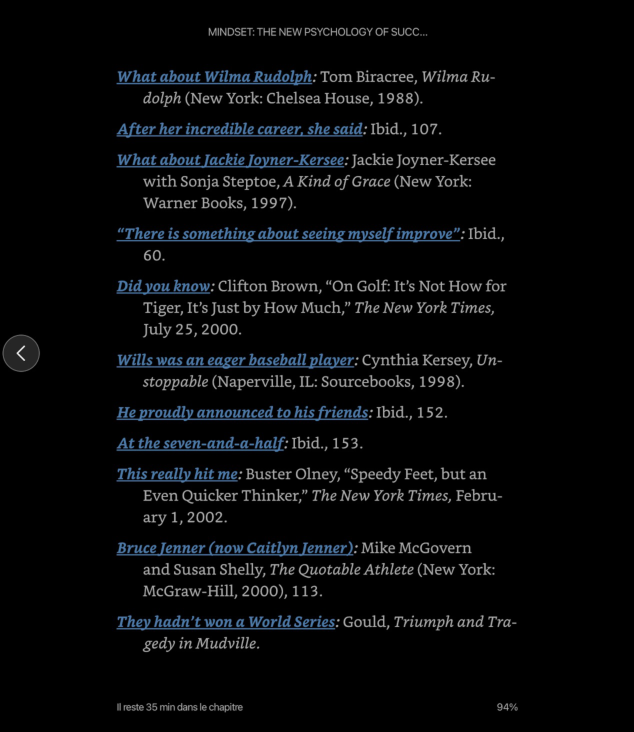 MINDSET: THE NEW PSYCHOLOGY OF SUCC...
What about Wilma Rudolph: Tom Biracree, Wilma Ru-
dolph (New York: Chelsea House, 1988).
After her incredible career, she said: Ibid., 107.
What about Jackie Joyner-Kersee: Jackie Joyner-Kersee
with Sonja Steptoe, A Kind of Grace (New York:
Warner Books, 1997).
“There is something about seeing myself improve”: Ibid.,
60.
Did you know: Clifton Brown, “On Golf: It’s Not How for
Tiger, It’s Just by How Much,” The New York Times,
July 25, 2000.
Wills was an eager baseball player: Cynthia Kersey, Un-
stoppable (Naperville, IL: Sourcebooks, 1998).
He proudly announced to his friends: Ibid., 152.
At the seven-and-a-half: Ibid., 153.
This really hit me: Buster Olney, “Speedy Feet, but an
Even Quicker Thinker,” The New York Times, Febru-
ary 1, 2002.
Bruce Jenner (now Caitlyn Jenner): Mike McGovern
and Susan Shelly, The Quotable Athlete (New York:
McGraw-Hill, 2000), 113.
They hadn’t won a World Series: Gould, Triumph and Tra-
gedy in Mudville.
Il reste 35 min dans le chapitre 94%